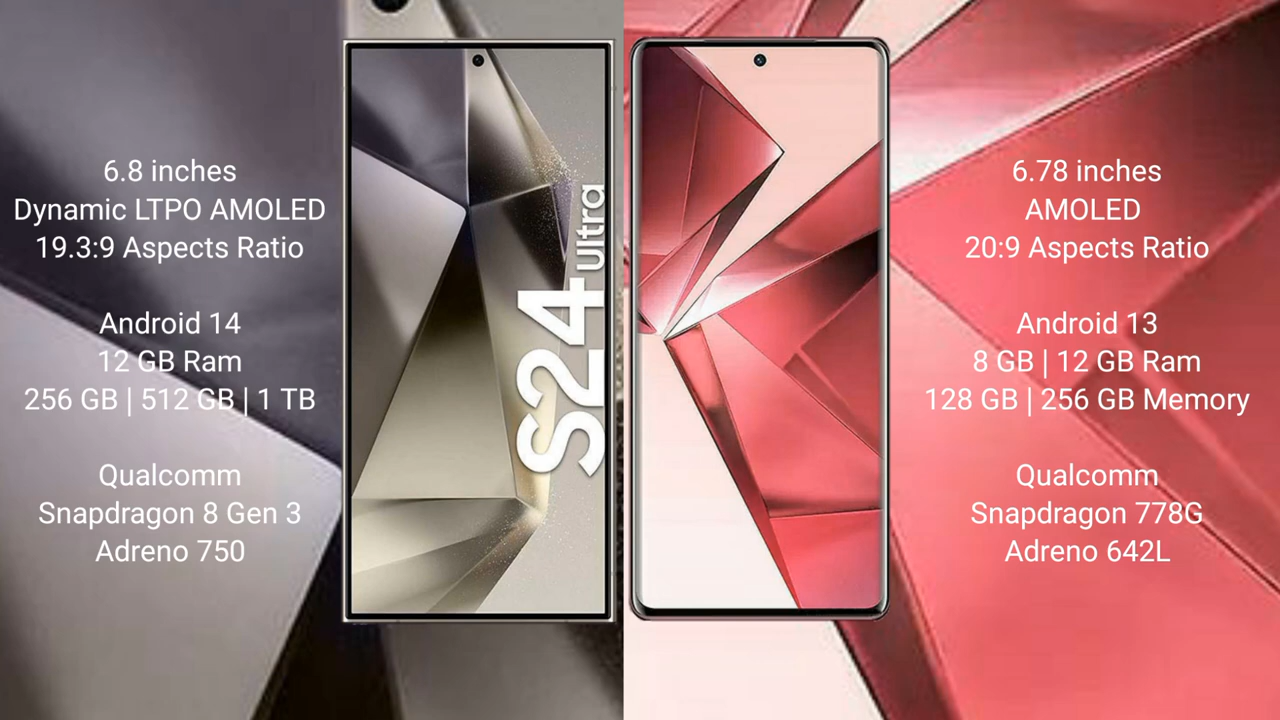 6.8 inches
Dynamic LTPO AMOLED
19.3:9 Aspects Ratio
Android 14
12 GB Ram
256 GB | 512 GB | 1 TB
Qualcomm
Snapdragon 8 Gen 3
Adreno 750
S24 ultra
6.78 inches
AMOLED
20:9 Aspects Ratio
Android 13
8 GB | 12 GB Ram
128 GB | 256 GB Memory
Qualcomm
Snapdragon 778G
Adreno 642L